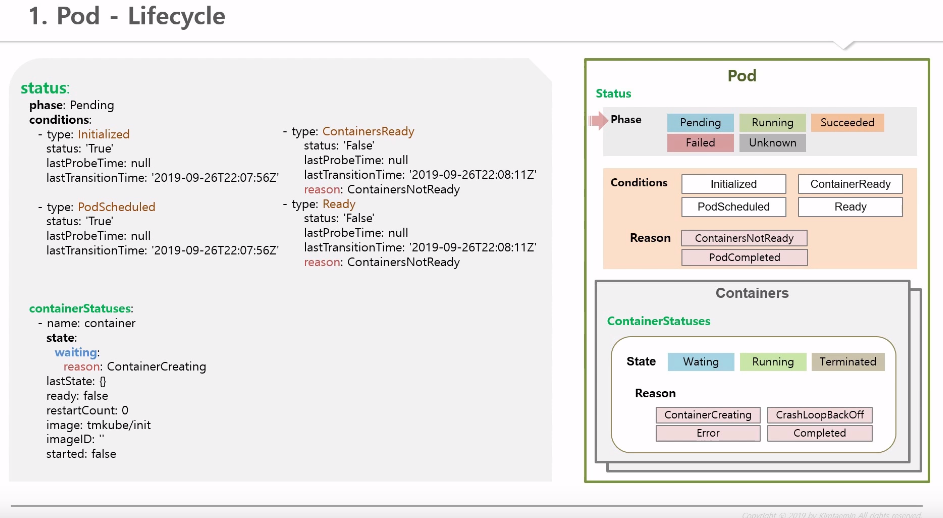 1. Pod - Lifecycle
status:
phase: Pending
conditions:
- type: Initialized
status: 'True'
lastProbeTime: null
lastTransitionTime: '2019-09-26T22:07:56Z'
- type: PodScheduled
status: 'True'
lastProbeTime: null
lastTransitionTime: '2019-09-26T22:07:56Z'
- type: ContainersReady
status: 'False'
lastProbeTime: null
lastTransitionTime: '2019-09-26T22:08:11Z'
reason: ContainersNotReady
- type: Ready
status: 'False'
lastProbeTime: null
lastTransitionTime: '2019-09-26T22:08:11Z'
reason: ContainersNotReady
containerStatuses:
- name: container
state:
waiting:
reason: ContainerCreating
lastState: {}
ready: false
restartCount: 0
image: tmkube/init
imageID: ''
started: false
Pod
Status
Phase Pending Running Succeeded
Failed Unknown
Conditions Initialized ContainerReady
PodScheduled Ready
Reason ContainersNotReady
PodCompleted
Containers
ContainerStatuses
State Wating Running Terminated
Reason
ContainerCreating CrashLoopBackOff
Error Completed